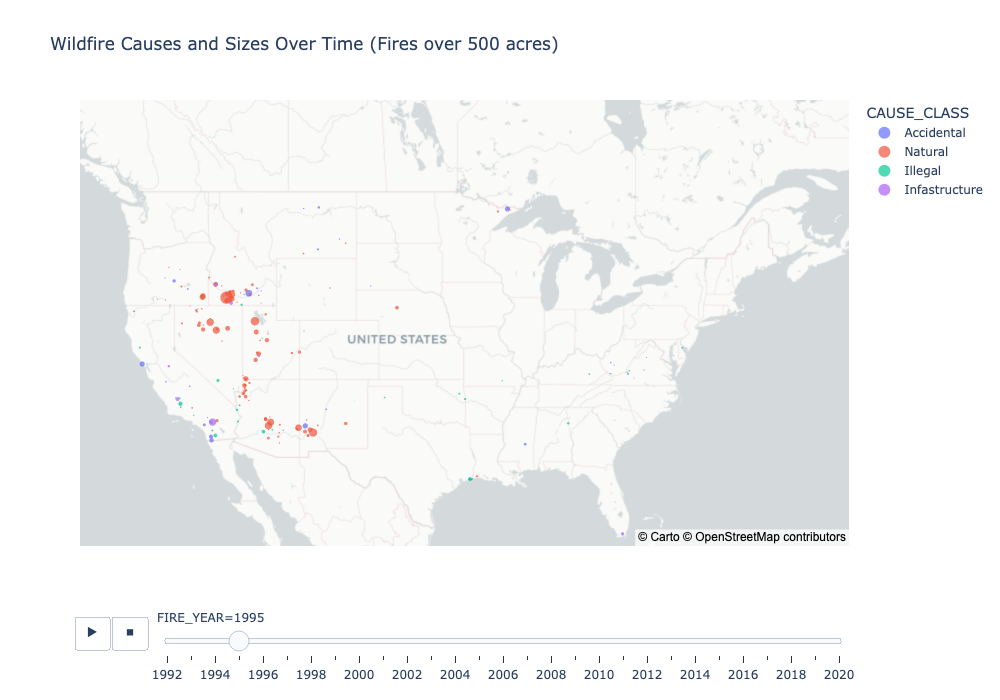 Wildfire Causes and Sizes Over Time (Fires over 500 acres)
CAUSE_CLASS
Accidental
Natural
Illegal
Infastructure
UNITED STATES
© Carto © OpenStreetMap contributors
FIRE_YEAR=1995
1992 1994 1996 1998 2000 2002 2004 2006 2008 2010 2012 2014 2016 2018 2020